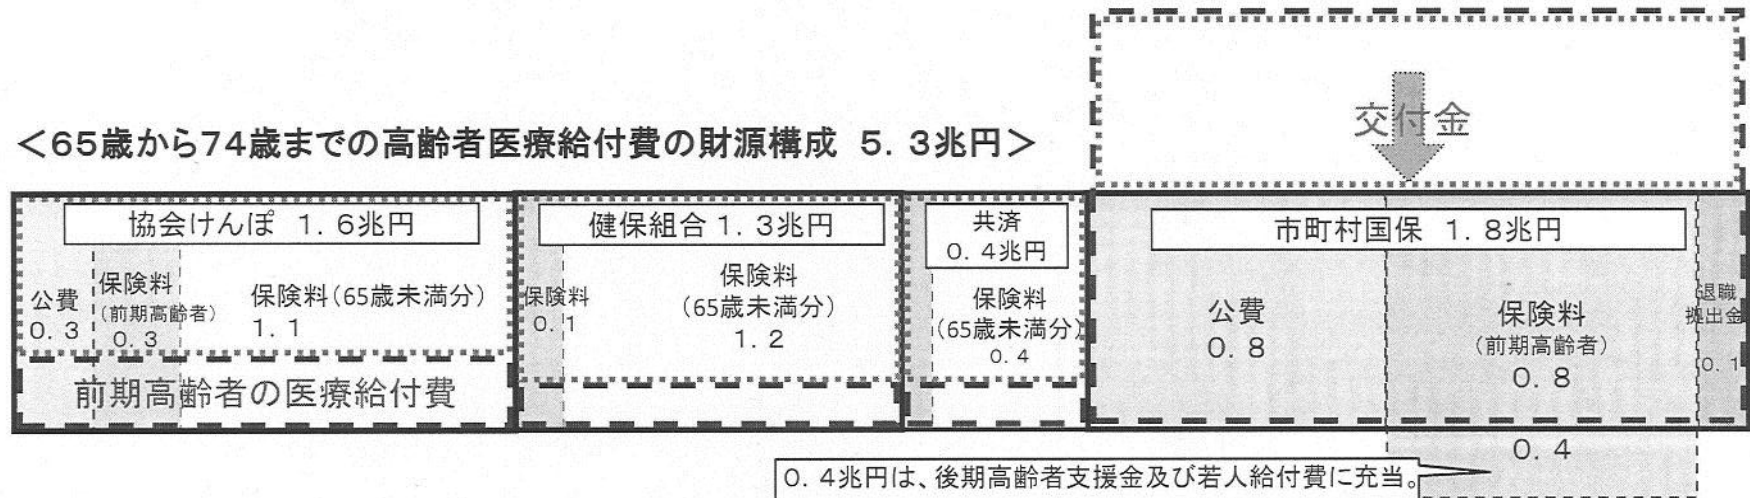 交付金
<65歳から74歳までの高齢者医療給付費の財源構成 5.3兆円>
協会けんぽ 1.6兆円
公費
0.3
保険料
(前期高齢者)
0.3
保険料(65歳未満分)
1.1
前期高齢者の医療給付費
健保組合1.3兆円
保険料
0.1
保険料
(65歳未満分)
1.2
共済
0.4兆円
保険料
(65歳未満分)
0.4
市町村国保 1.8兆円
公費
0.8
保険料
(前期高齢者)
0.8
退職
拠出金
0.1
0.4
0.4兆円は、後期高齢者支援金及び若人給付費に充当。